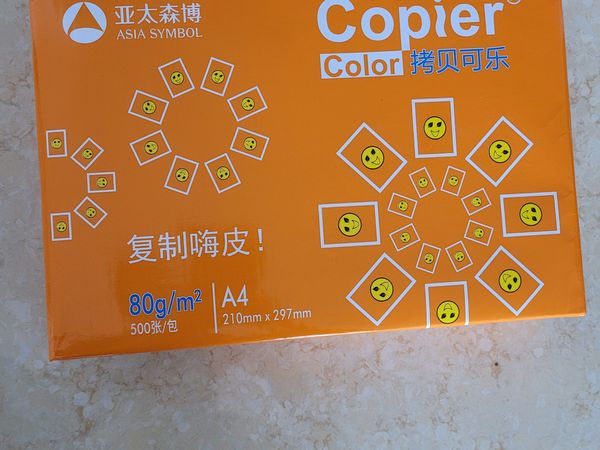 亚太森博
ASIA SYMBOL
Copier®
Color 拷贝可乐
复制嗨皮！
80g/m²
500张/包
A4
210mm x 297mm